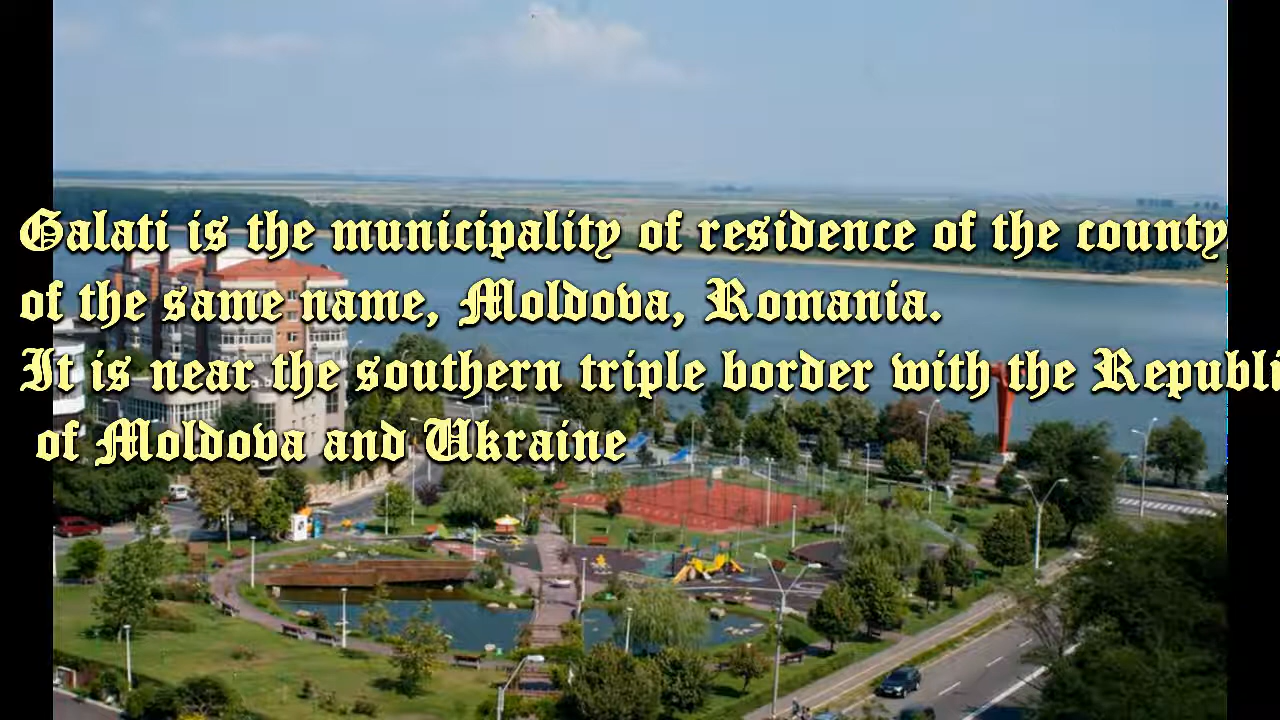 Galati is the municipality of residence of the county
of the same name, Moldova, Romania.
It is near the southern triple border with the Republi
of Moldova and Ukraine